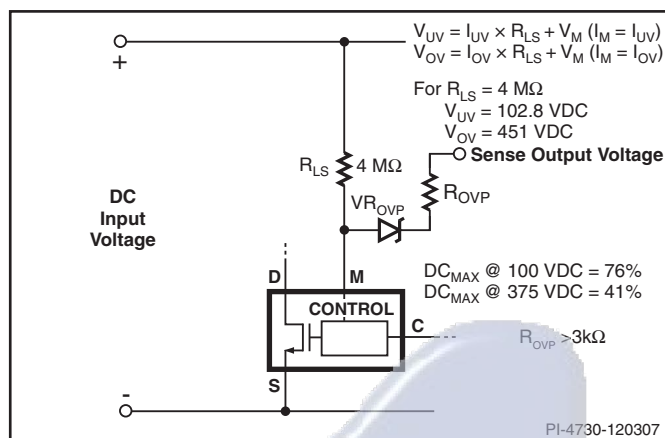 V_UV = I_UV × R_LS + V_M (I_M = I_UV)
V_OV = I_OV × R_LS + V_M (I_M = I_OV)
+
For R_LS = 4 MΩ
V_UV = 102.8 VDC
V_OV = 451 VDC
Sense Output Voltage
R_LS
4 MΩ
R_OVP
VR_OVP
DC
Input
Voltage
D
M
DC_MAX @ 100 VDC = 76%
DC_MAX @ 375 VDC = 41%
CONTROL
C
R_OVP >3kΩ
S
-
PI-4730-120307